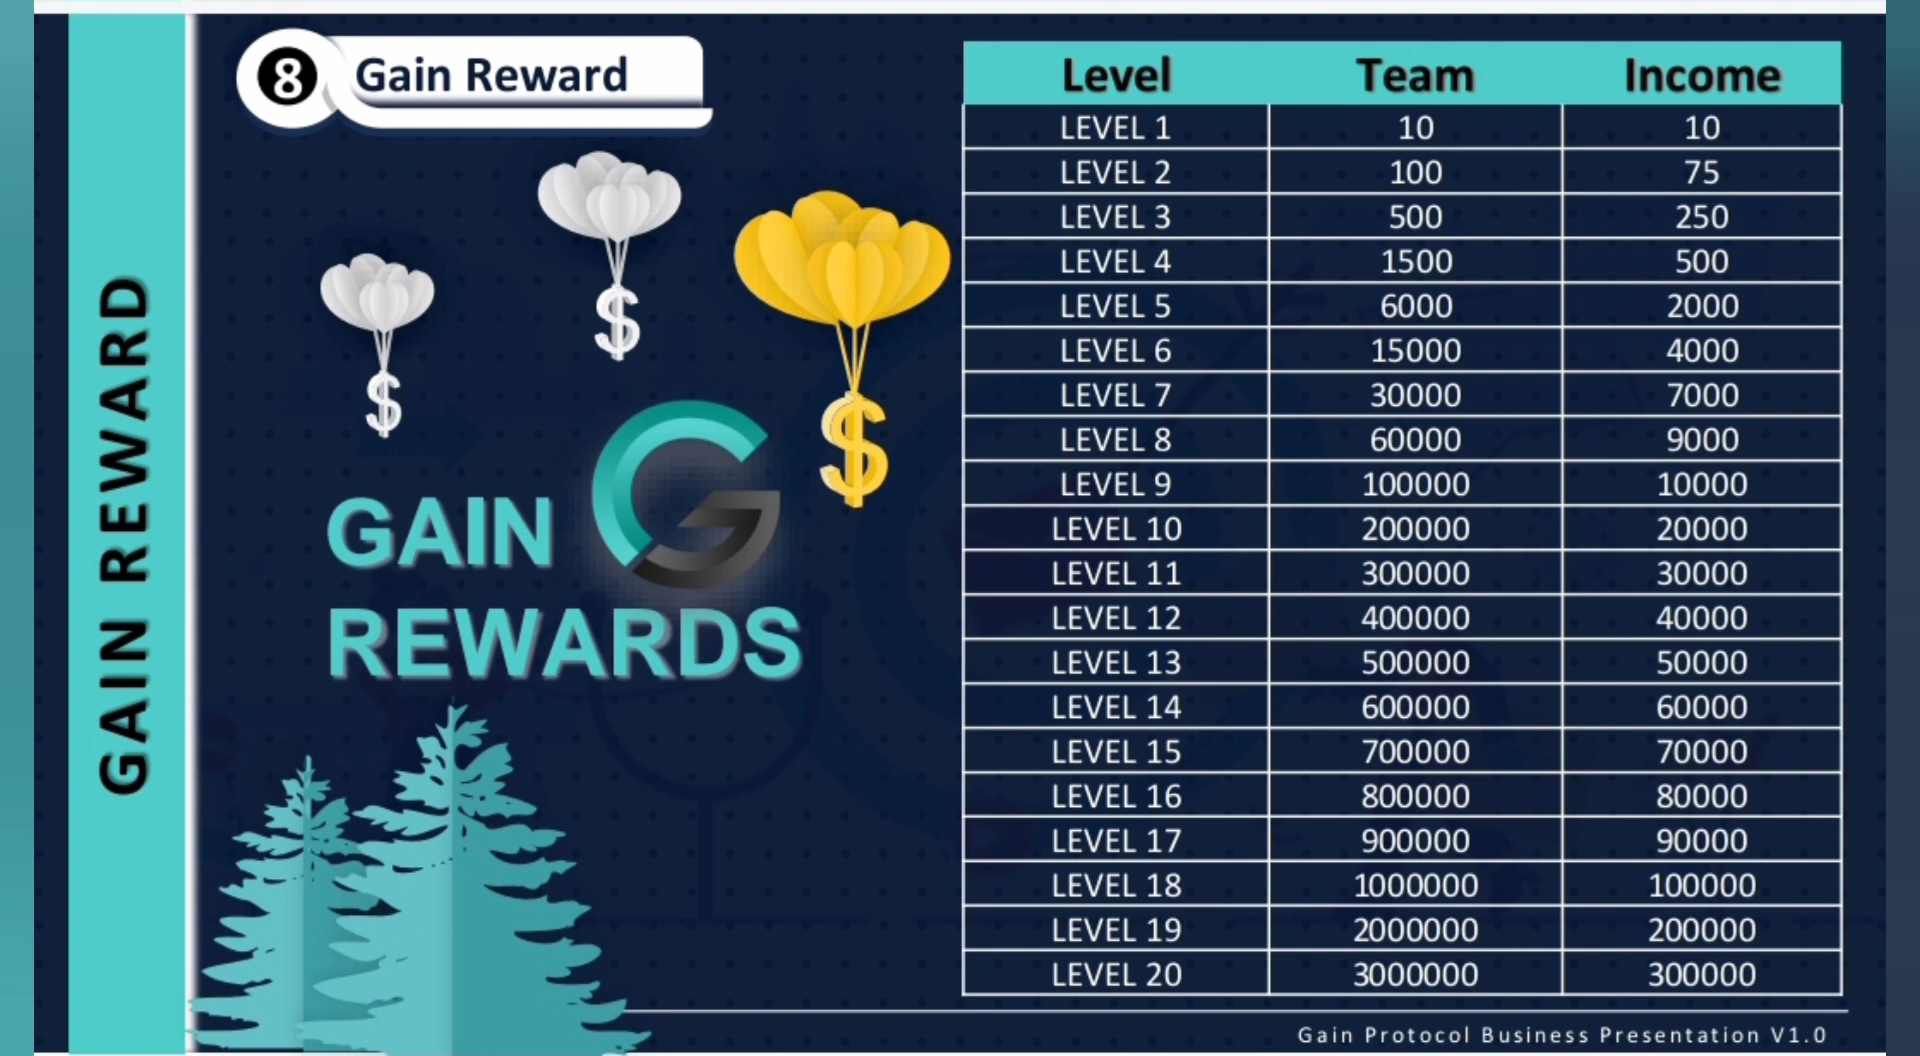 GAIN REWARD
8 Gain Reward
$
$
$
GAIN G
REWARDS
Level Team Income
LEVEL 1 10 10
LEVEL 2 100 75
LEVEL 3 500 250
LEVEL 4 1500 500
LEVEL 5 6000 2000
LEVEL 6 15000 4000
LEVEL 7 30000 7000
LEVEL 8 60000 9000
LEVEL 9 100000 10000
LEVEL 10 200000 20000
LEVEL 11 300000 30000
LEVEL 12 400000 40000
LEVEL 13 500000 50000
LEVEL 14 600000 60000
LEVEL 15 700000 70000
LEVEL 16 800000 80000
LEVEL 17 900000 90000
LEVEL 18 1000000 100000
LEVEL 19 2000000 200000
LEVEL 20 3000000 300000
Gain Protocol Business Presentation V1.0